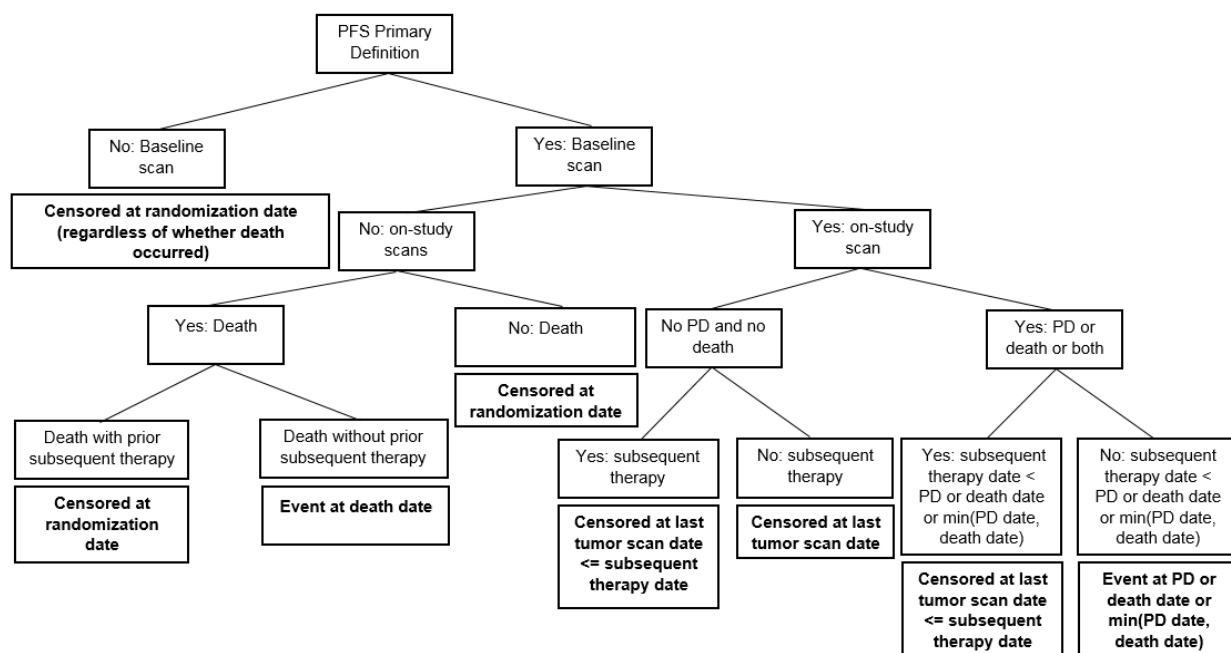 PFS Primary
Definition
No: Baseline
scan
Yes: Baseline
scan
Censored at randomization date
(regardless of whether death
occurred)
No: on-study
scans
Yes: on-study
scan
Yes: Death
No: Death
No PD and no
death
Yes: PD or
death or both
Censored at
randomization date
Death with prior
subsequent therapy
Death without prior
subsequent therapy
Yes: subsequent
therapy
No: subsequent
therapy
Yes: subsequent
therapy date <
PD or death date
or min(PD date,
death date)
No: subsequent
therapy date <
PD or death date
or min(PD date,
death date)
Censored at
randomization
date
Event at death date
Censored at last
tumor scan date
<= subsequent
therapy date
Censored at last
tumor scan date
Censored at last
tumor scan date
<= subsequent
therapy date
Event at PD or
death date or
min(PD date,
death date)